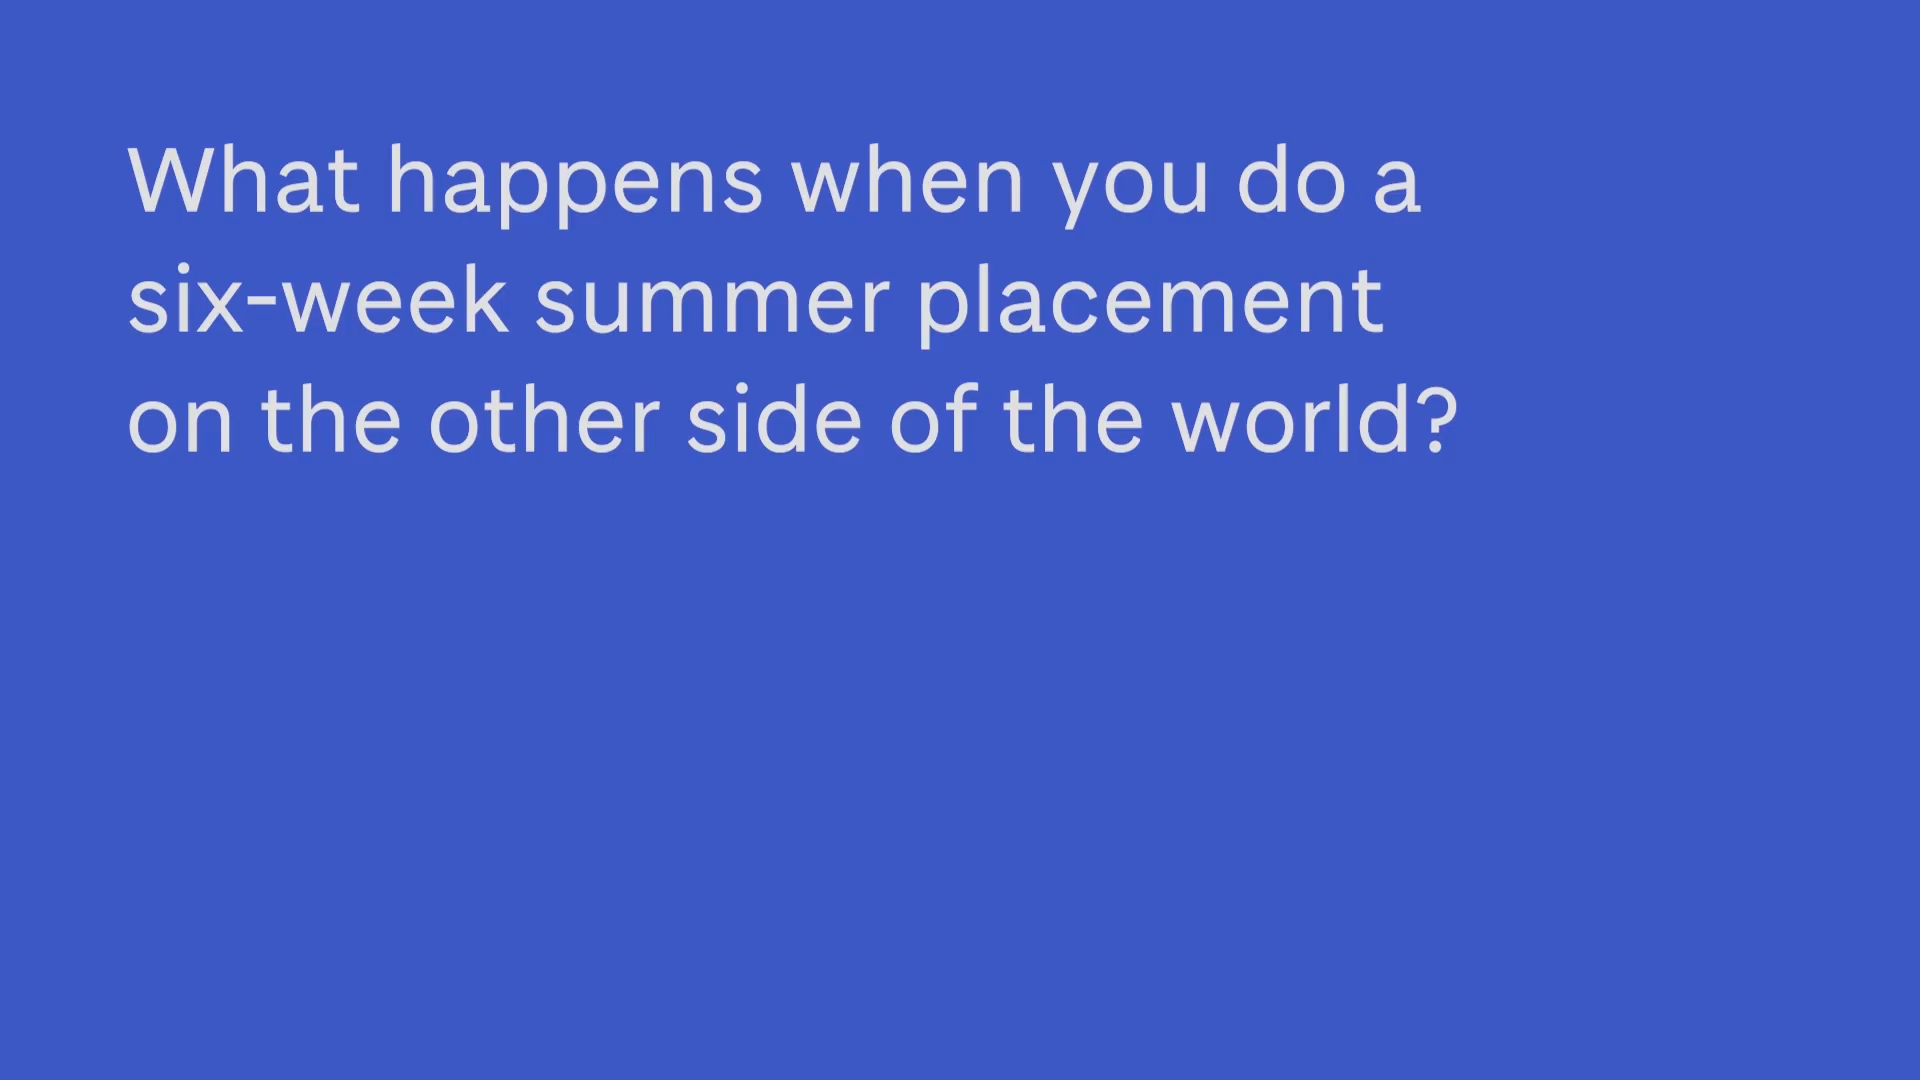 What happens when you do a
six-week summer placement
on the other side of the world?